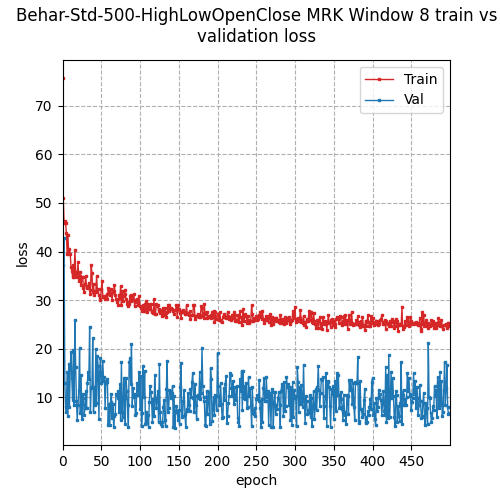 Behar-Std-500-HighLowOpenClose MRK Window 8 train vs
validation loss
Train
Val
70
60
50
40
30
20
10
loss
0 50 100 150 200 250 300 350 400 450
epoch